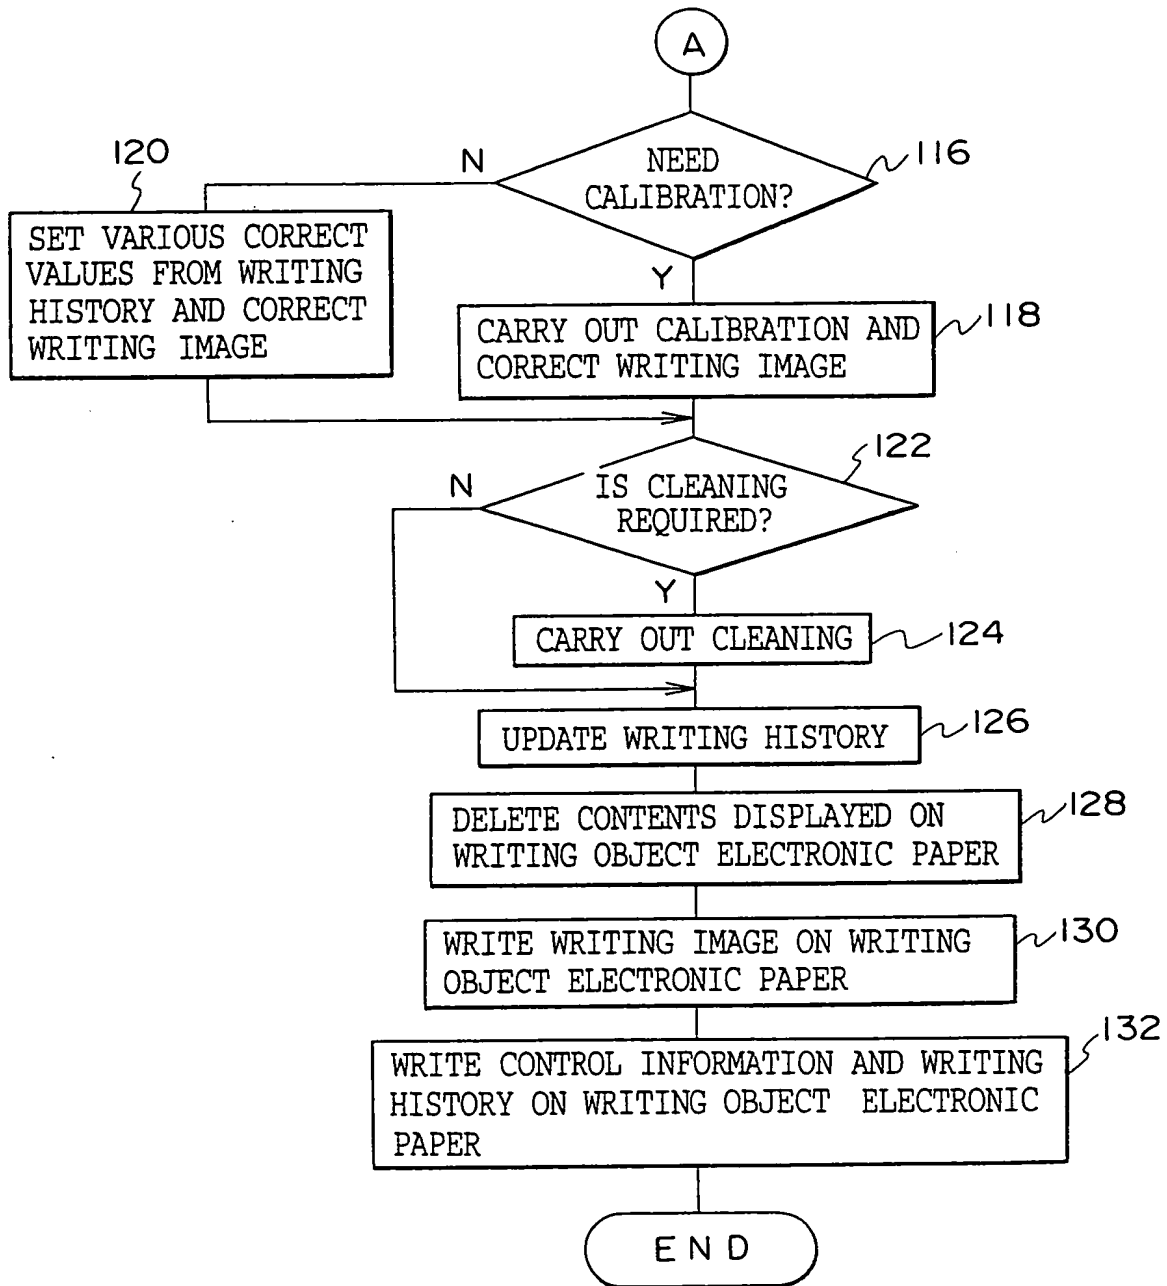 A
NEED
CALIBRATION?
116
N
120
SET VARIOUS CORRECT
VALUES FROM WRITING
HISTORY AND CORRECT
WRITING IMAGE
Y
CARRY OUT CALIBRATION AND
CORRECT WRITING IMAGE
118
122
IS CLEANING
REQUIRED?
N
Y
CARRY OUT CLEANING
124
UPDATE WRITING HISTORY
126
DELETE CONTENTS DISPLAYED ON
WRITING OBJECT ELECTRONIC PAPER
128
WRITE WRITING IMAGE ON WRITING
OBJECT ELECTRONIC PAPER
130
WRITE CONTROL INFORMATION AND WRITING
HISTORY ON WRITING OBJECT ELECTRONIC
PAPER
132
END